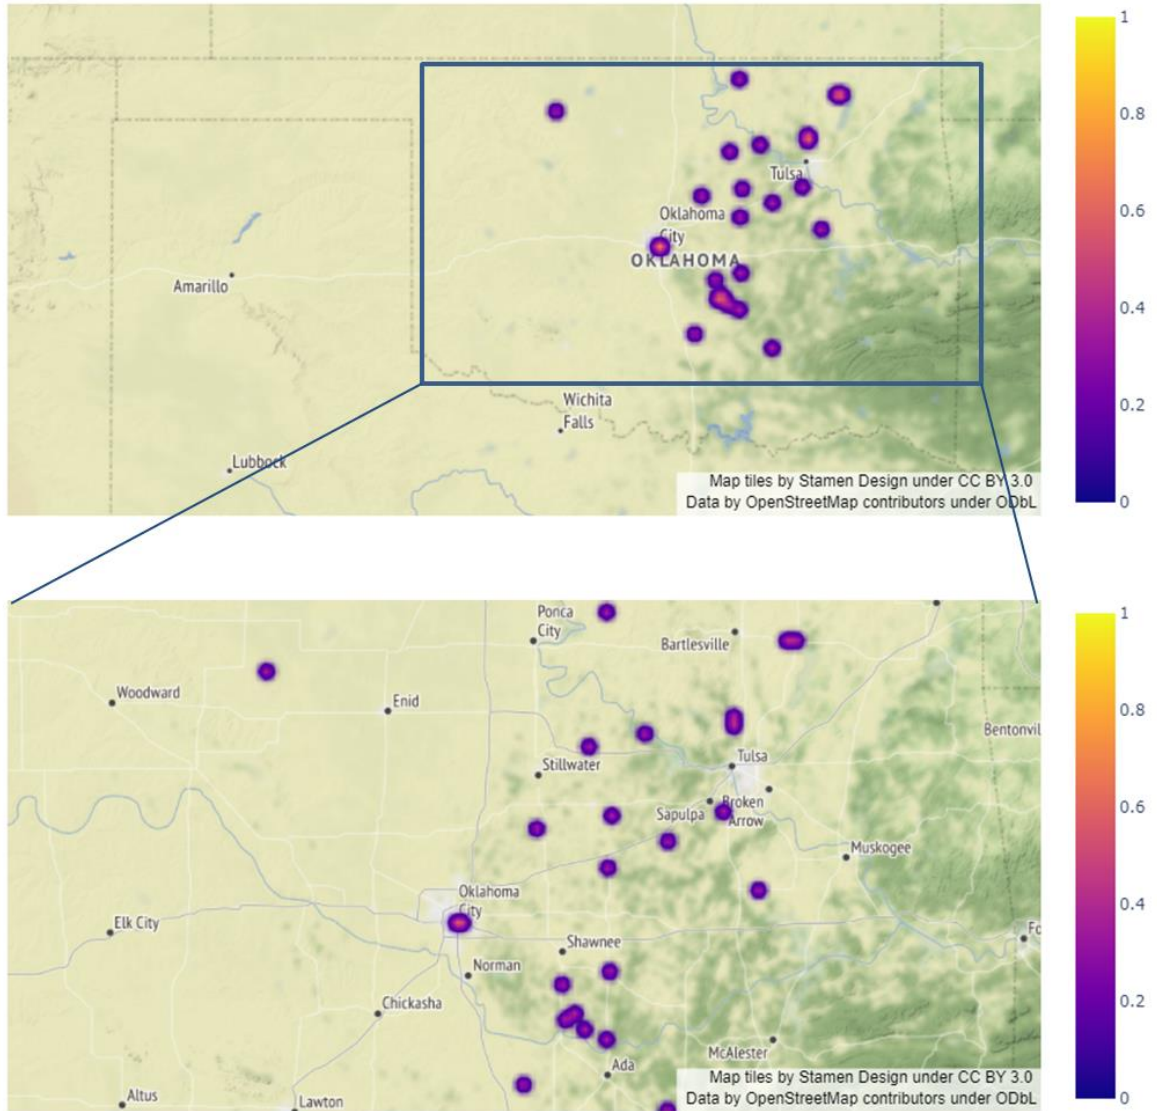 1
0.8
Tulsa
Oklahoma
City
0.6
OKLAHOMA
Amarillo
0.4
Wichita
Falls
0.2
Lubbock
Map tiles by Stamen Design under CC BY 3.0
Data by OpenStreetMap contributors under ODbL
0
Ponca
City
1
Bartlesville
Woodward
Enid
0.8
Bentonvil
Stillwater
Tulsa
Sapulpa
Broken
Arrow
0.6
Muskogee
Oklahoma
City
Elk City
Fo
Shawnee
0.4
Norman
Chickasha
0.2
McAlester
Ada
Map tiles by Stamen Design under CC BY 3.0
Altus
Lawton
Data by OpenStreetMap contributors under ODbL
0